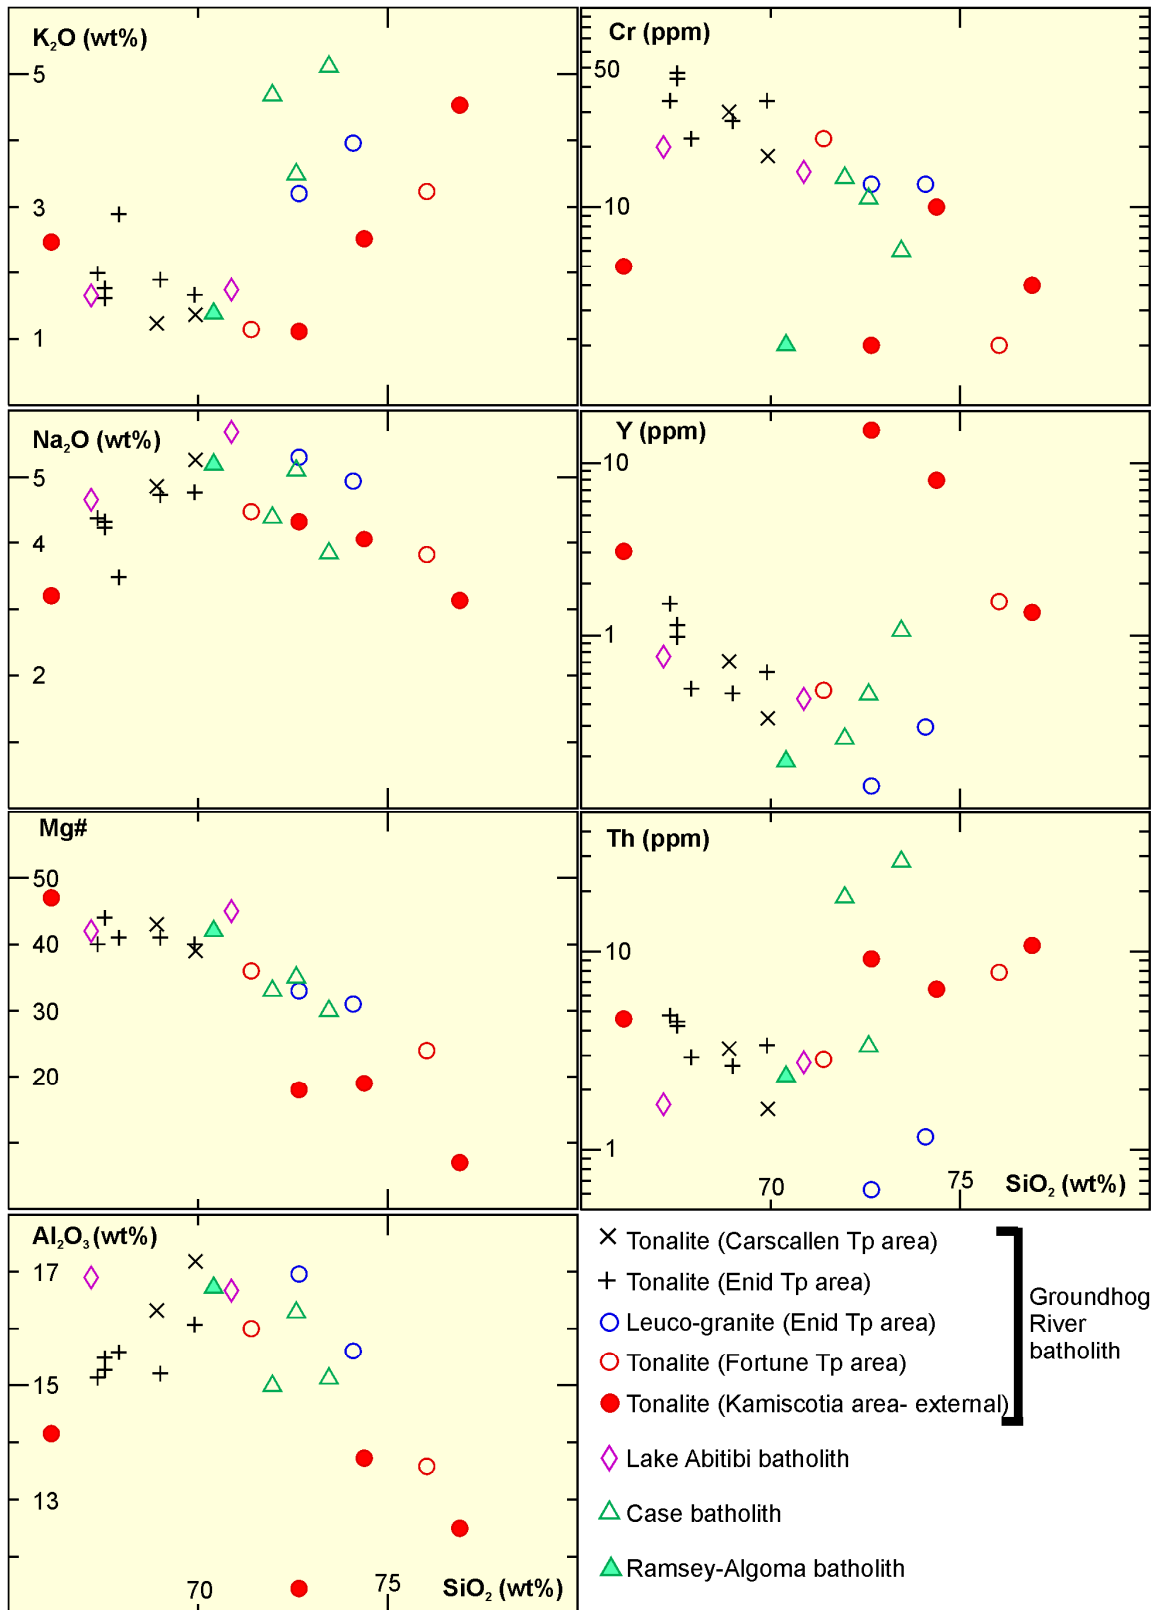 K₂O (wt%)
5
3
1
Cr (ppm)
50
10
Na₂O (wt%)
5
4
2
Y (ppm)
10
1
Mg#
50
40
30
20
Th (ppm)
10
1
70 75 SiO₂ (wt%)
Al₂O₃ (wt%)
17
15
13
70 75 SiO₂ (wt%)
Tonalite (Carscallen Tp area)
Tonalite (Enid Tp area)
Leuco-granite (Enid Tp area)
Tonalite (Fortune Tp area)
Tonalite (Kamiscotia area- external)
Groundhog
River
batholith
Lake Abitibi batholith
Case batholith
Ramsey-Algoma batholith